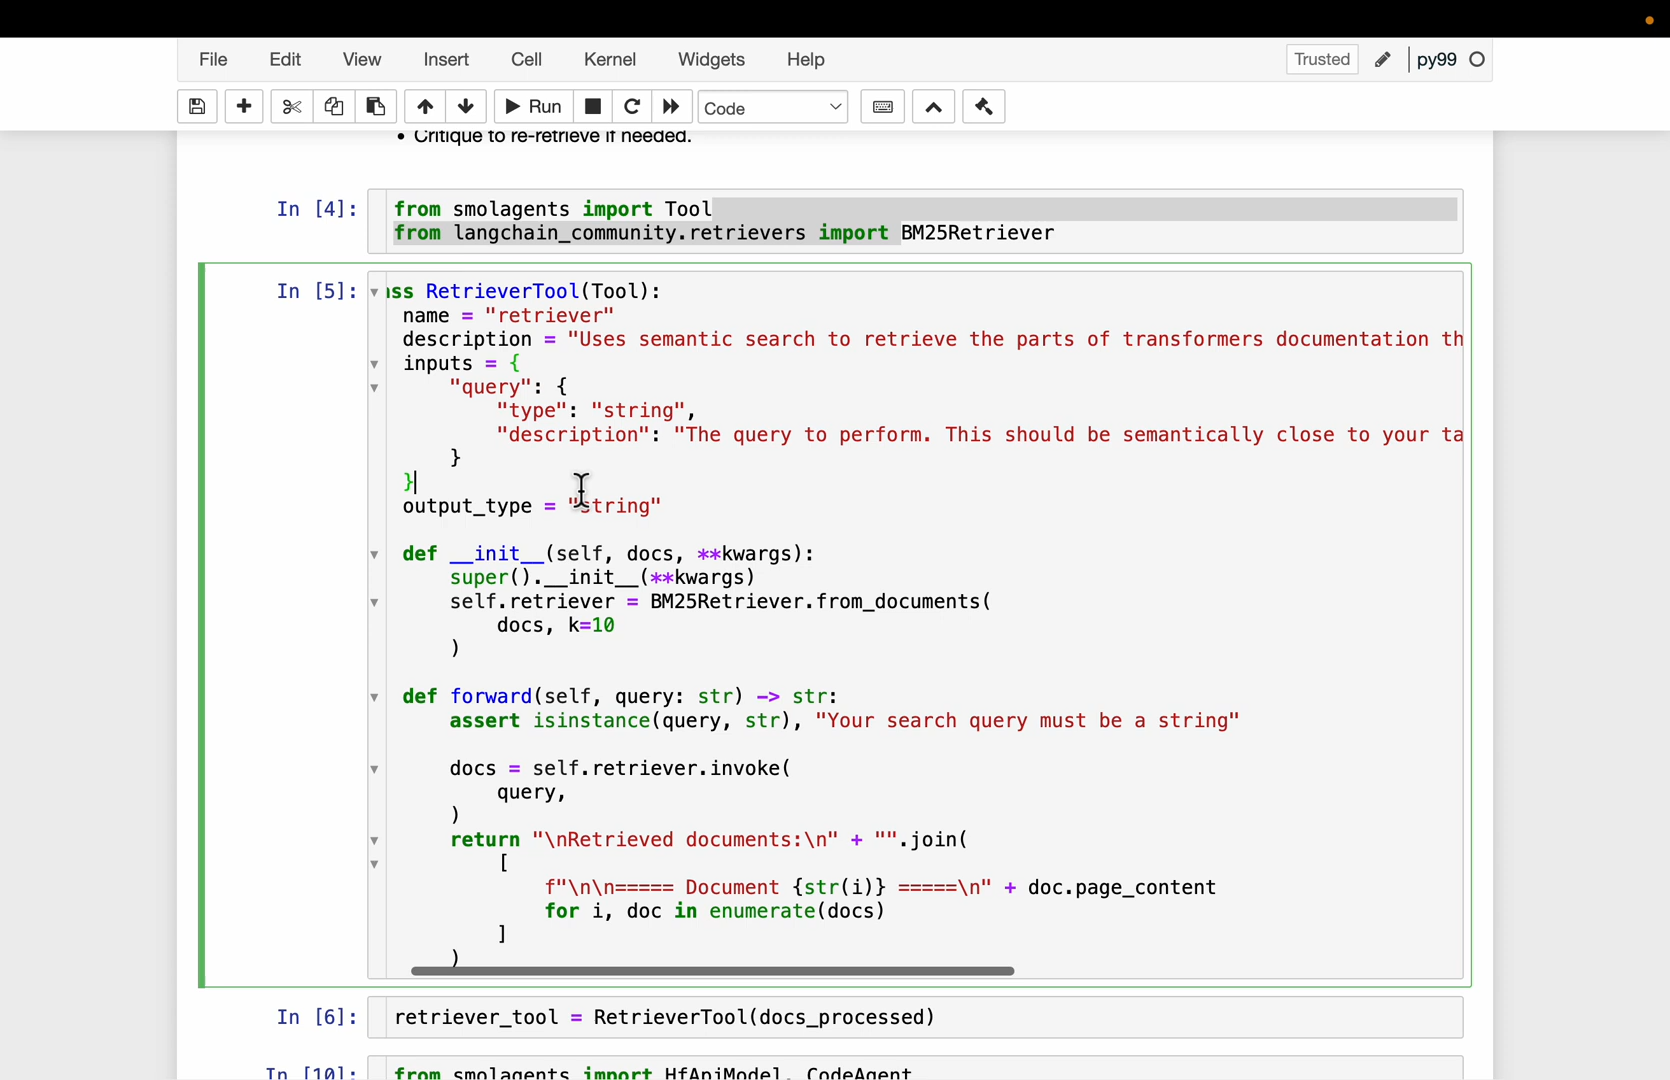 File Edit View Insert Cell Kernel Widgets Help Trusted py99
Run Code
• Critique to re-retrieve if needed.
In [4]: from smolagents import Tool
from langchain_community.retrievers import BM25Retriever
In [5]: ass RetrieverTool(Tool):
name = "retriever"
description = "Uses semantic search to retrieve the parts of transformers documentation th
inputs = {
"query": {
"type": "string",
"description": "The query to perform. This should be semantically close to your ta
}
}
output_type = "string"
def __init__(self, docs, **kwargs):
super().__init__(**kwargs)
self.retriever = BM25Retriever.from_documents(
docs, k=10
)
def forward(self, query: str) -> str:
assert isinstance(query, str), "Your search query must be a string"
docs = self.retriever.invoke(
query,
)
return "\nRetrieved documents:\n" + "".join(
[
f"\n\n===== Document {str(i)} =====\n" + doc.page_content
for i, doc in enumerate(docs)
]
)
In [6]: retriever_tool = RetrieverTool(docs_processed)
In [10]: from smolagents import HfApiModel, CodeAgent